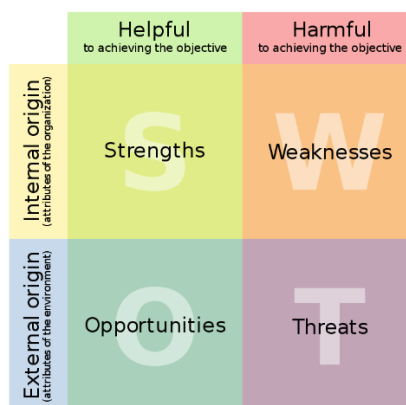 Helpful
to achieving the objective
Harmful
to achieving the objective
Internal origin
(attributes of the organization)
S
Strengths
W
Weaknesses
External origin
(attributes of the environment)
O
Opportunities
T
Threats